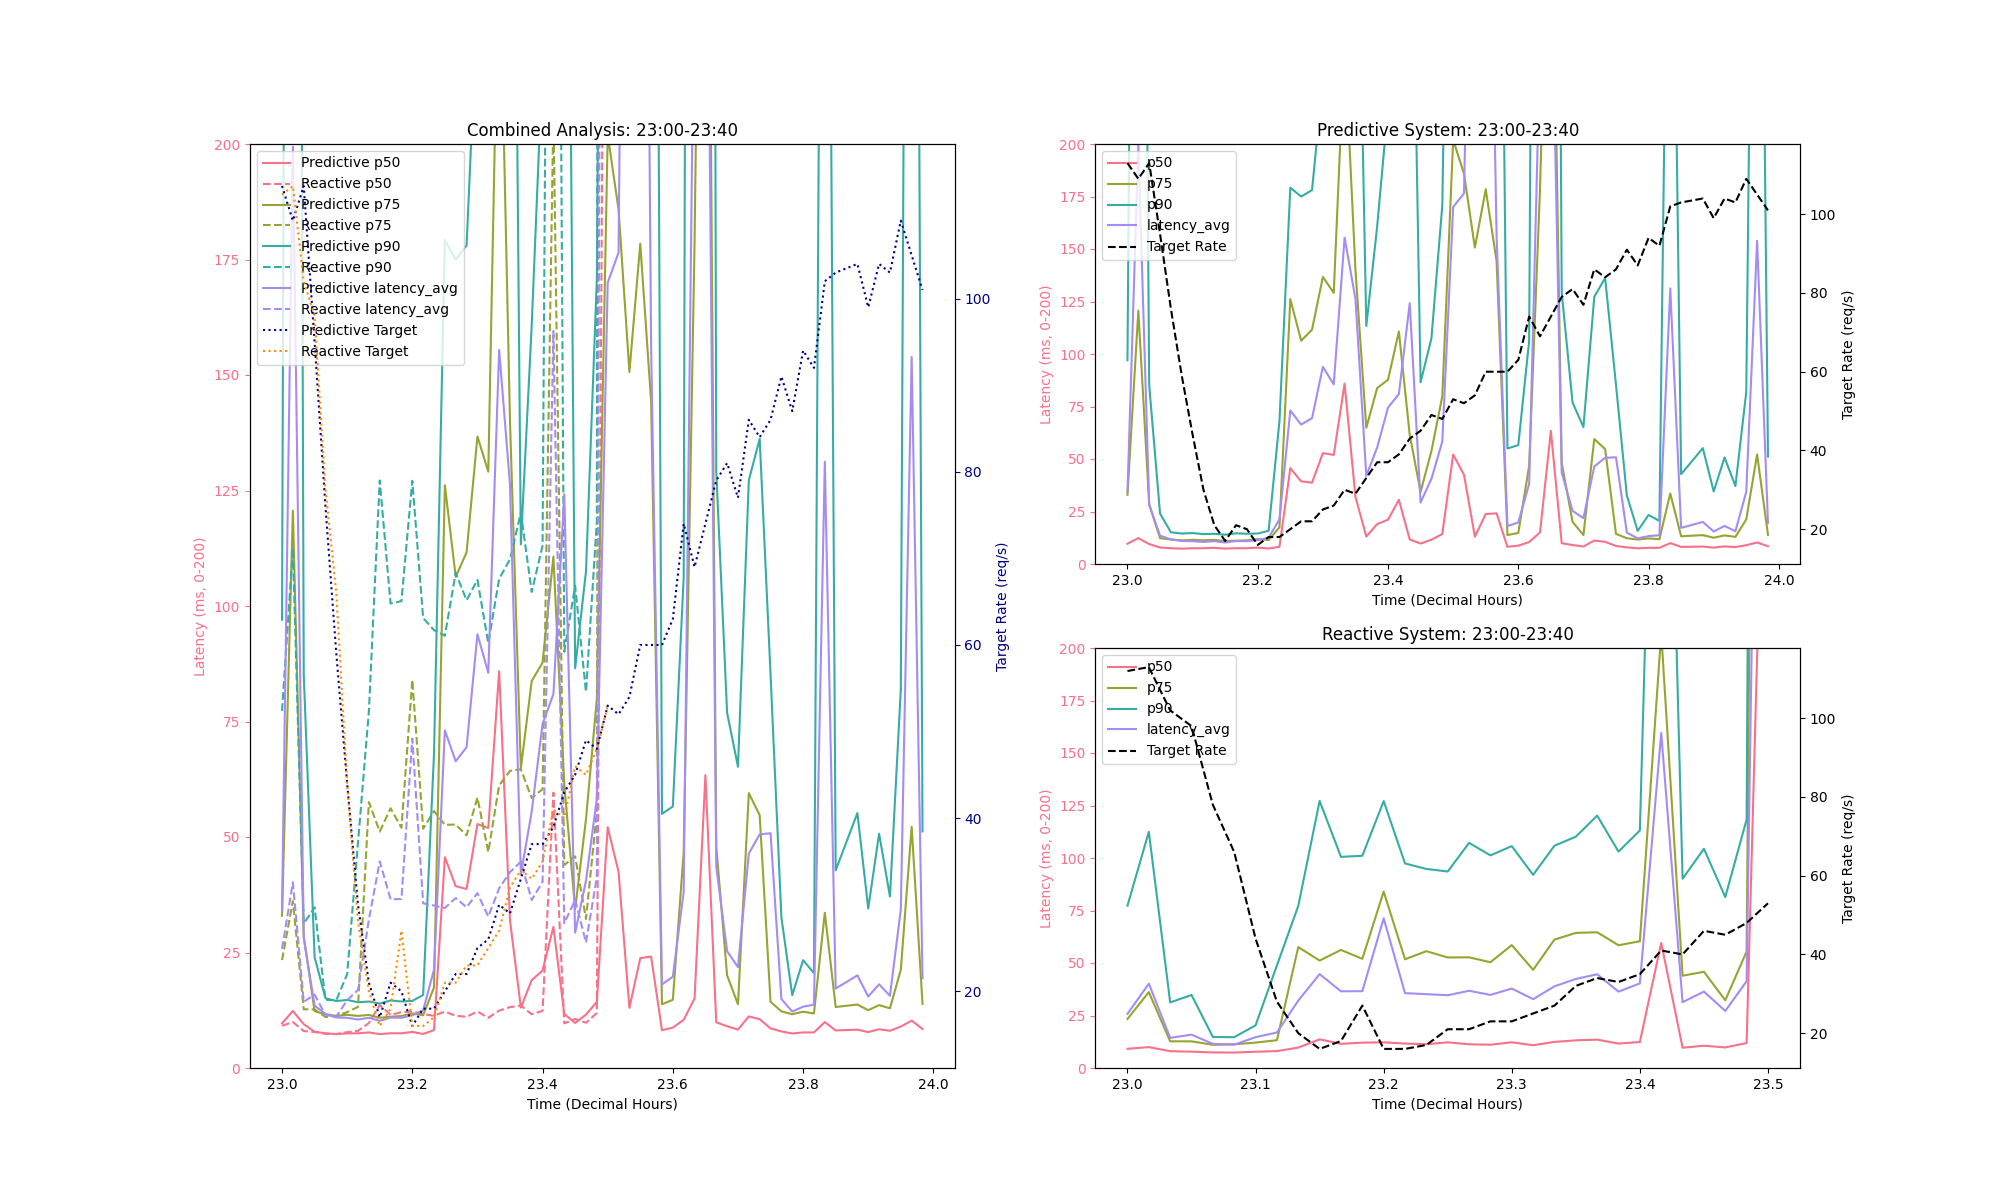 Combined Analysis: 23:00-23:40
200
175
150
125
100
75
50
25
0
Latency (ms, 0-200)
Predictive p50
Reactive p50
Predictive p75
Reactive p75
Predictive p90
Reactive p90
Predictive latency_avg
Reactive latency_avg
Predictive Target
Reactive Target
100
80
60
40
20
Target Rate (req/s)
23.0 23.2 23.4 23.6 23.8 24.0
Time (Decimal Hours)
Predictive System: 23:00-23:40
200
175
150
125
100
75
50
25
0
Latency (ms, 0-200)
p50
p75
p90
latency_avg
Target Rate
100
80
60
40
20
Target Rate (req/s)
23.0 23.2 23.4 23.6 23.8 24.0
Time (Decimal Hours)
Reactive System: 23:00-23:40
200
175
150
125
100
75
50
25
0
Latency (ms, 0-200)
p50
p75
p90
latency_avg
Target Rate
100
80
60
40
20
Target Rate (req/s)
23.0 23.1 23.2 23.3 23.4 23.5
Time (Decimal Hours)